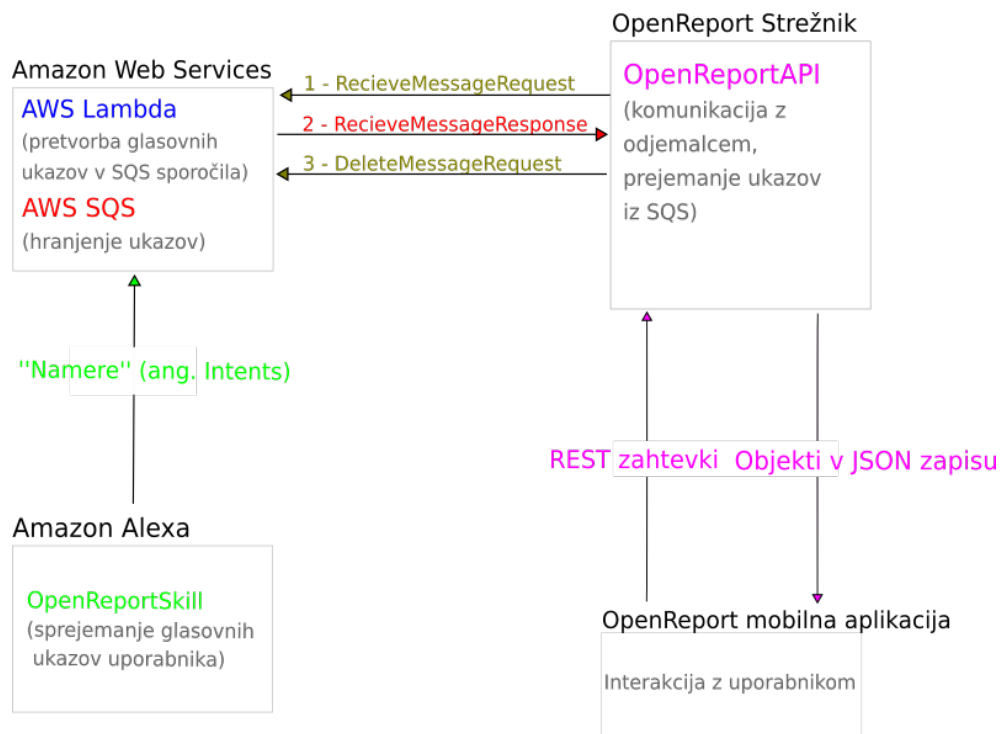 OpenReport Strežnik
Amazon Web Services
OpenReportAPI
(komunikacija z
odjemalcem,
prejemanje ukazov
iz SQS)
AWS Lambda
(pretvorba glasovnih
ukazov v SQS sporočila)
AWS SQS
(hranjenje ukazov)
1 - RecieveMessageRequest
2 - RecieveMessageResponse
3 - DeleteMessageRequest
"Namere" (ang. Intents)
REST zahtevki
Objekti v JSON zapisu
Amazon Alexa
OpenReportSkill
(sprejemanje glasovnih
ukazov uporabnika)
OpenReport mobilna aplikacija
Interakcija z uporabnikom